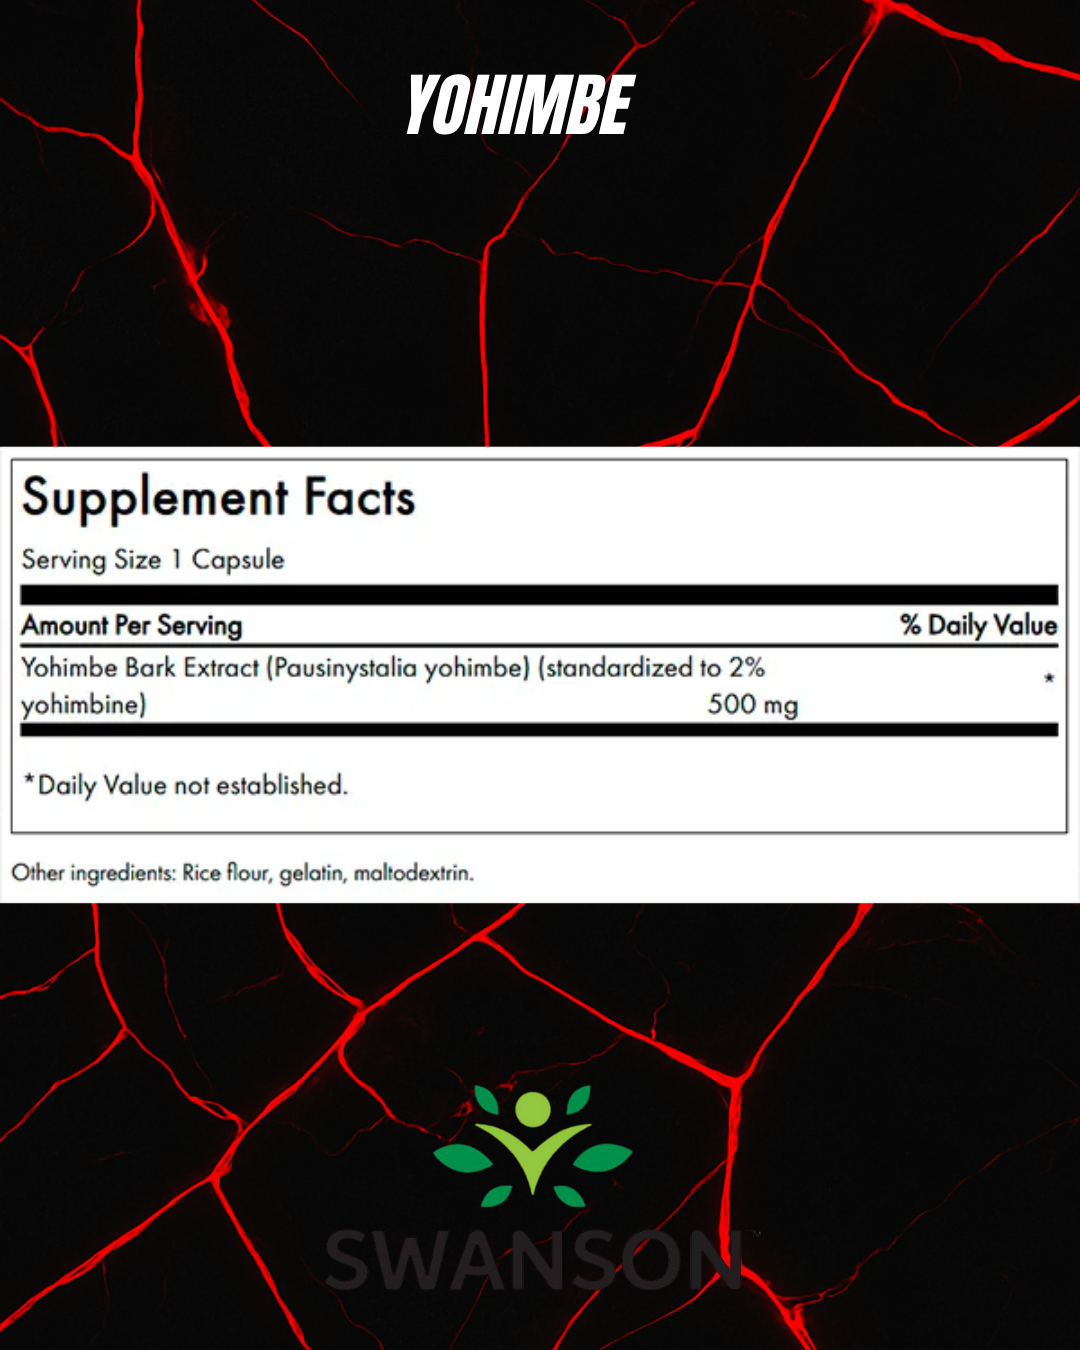 YOHIMBE
Supplement Facts
Serving Size 1 Capsule
Amount Per Serving % Daily Value
Yohimbe Bark Extract (Pausinystalia yohimbe) (standardized to 2% *
yohimbine) 500 mg
*Daily Value not established.
Other ingredients: Rice flour, gelatin, maltodextrin.
SWANSON™